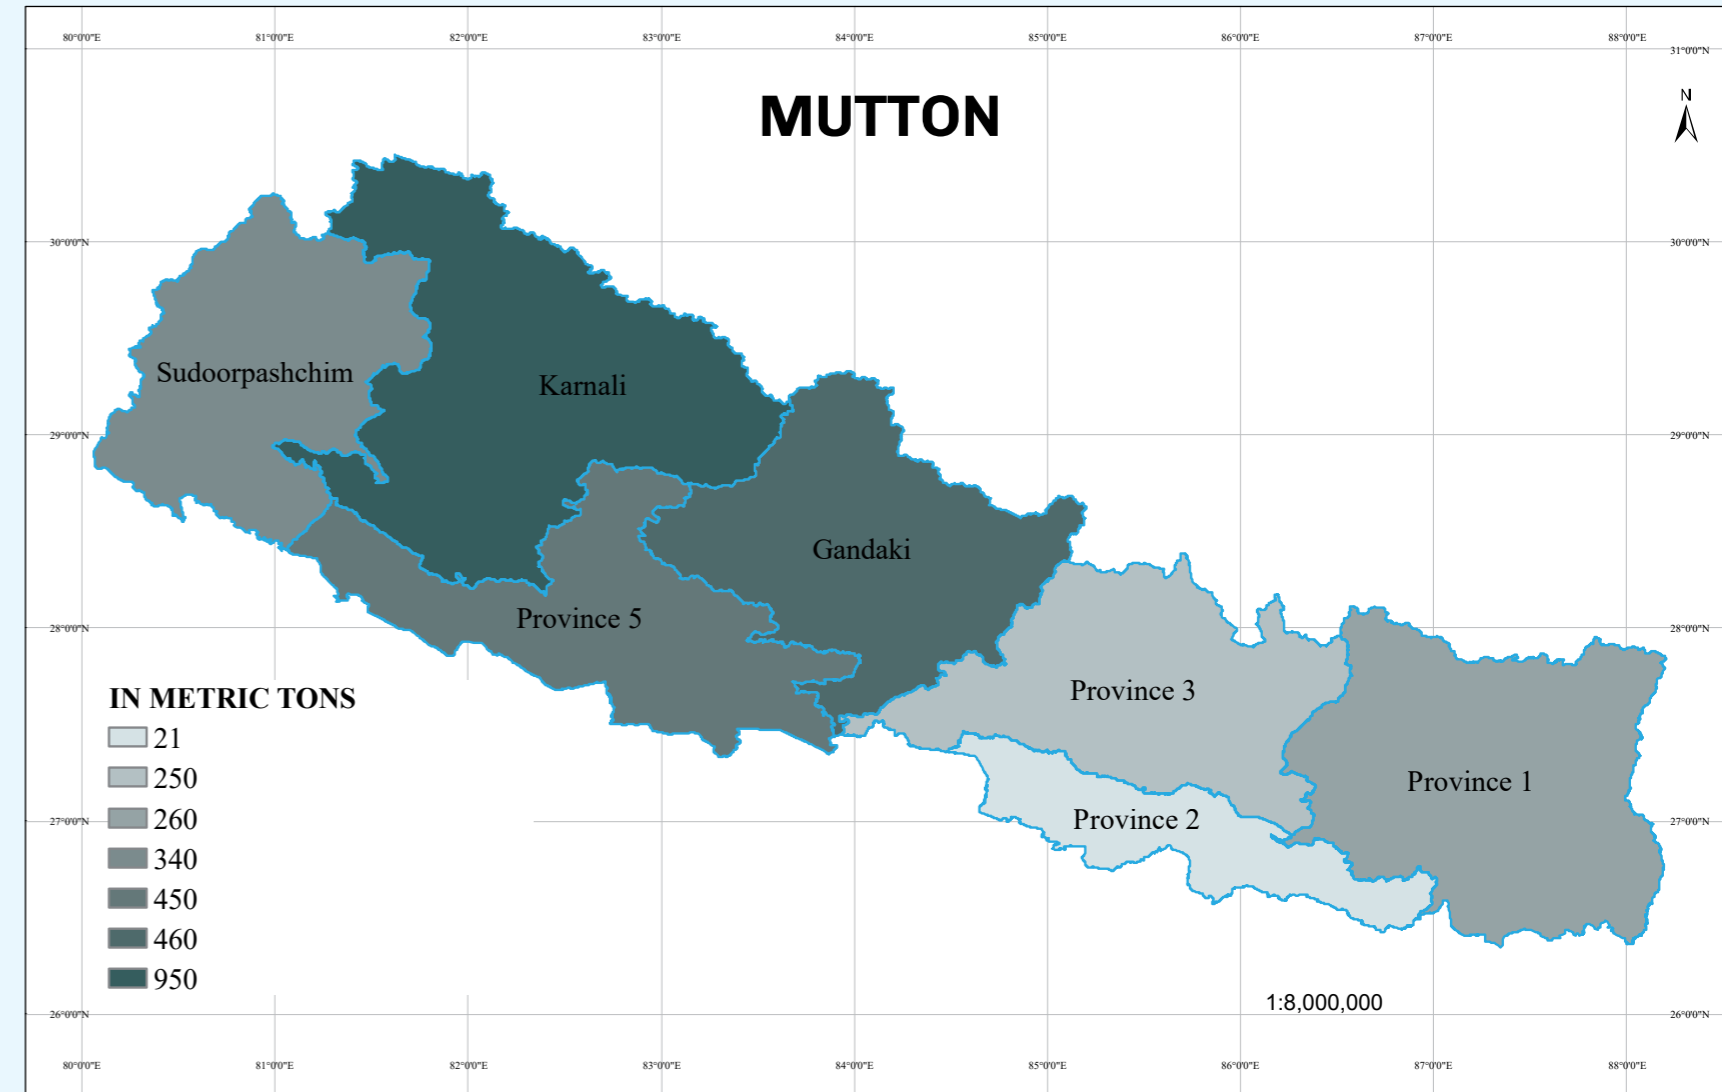 80°0'0"E 81°0'0"E 82°0'0"E 83°0'0"E 84°0'0"E 85°0'0"E 86°0'0"E 87°0'0"E 88°0'0"E
31°0'0"N
MUTTON
N
30°0'0"N 30°0'0"N
Sudoorpashchim
Karnali
29°0'0"N 29°0'0"N
Gandaki
Province 5
28°0'0"N 28°0'0"N
Province 3
IN METRIC TONS
21
250
260
340
450
460
950
Province 1
Province 2
27°0'0"N 27°0'0"N
1:8,000,000
26°0'0"N 26°0'0"N
80°0'0"E 81°0'0"E 82°0'0"E 83°0'0"E 84°0'0"E 85°0'0"E 86°0'0"E 87°0'0"E 88°0'0"E